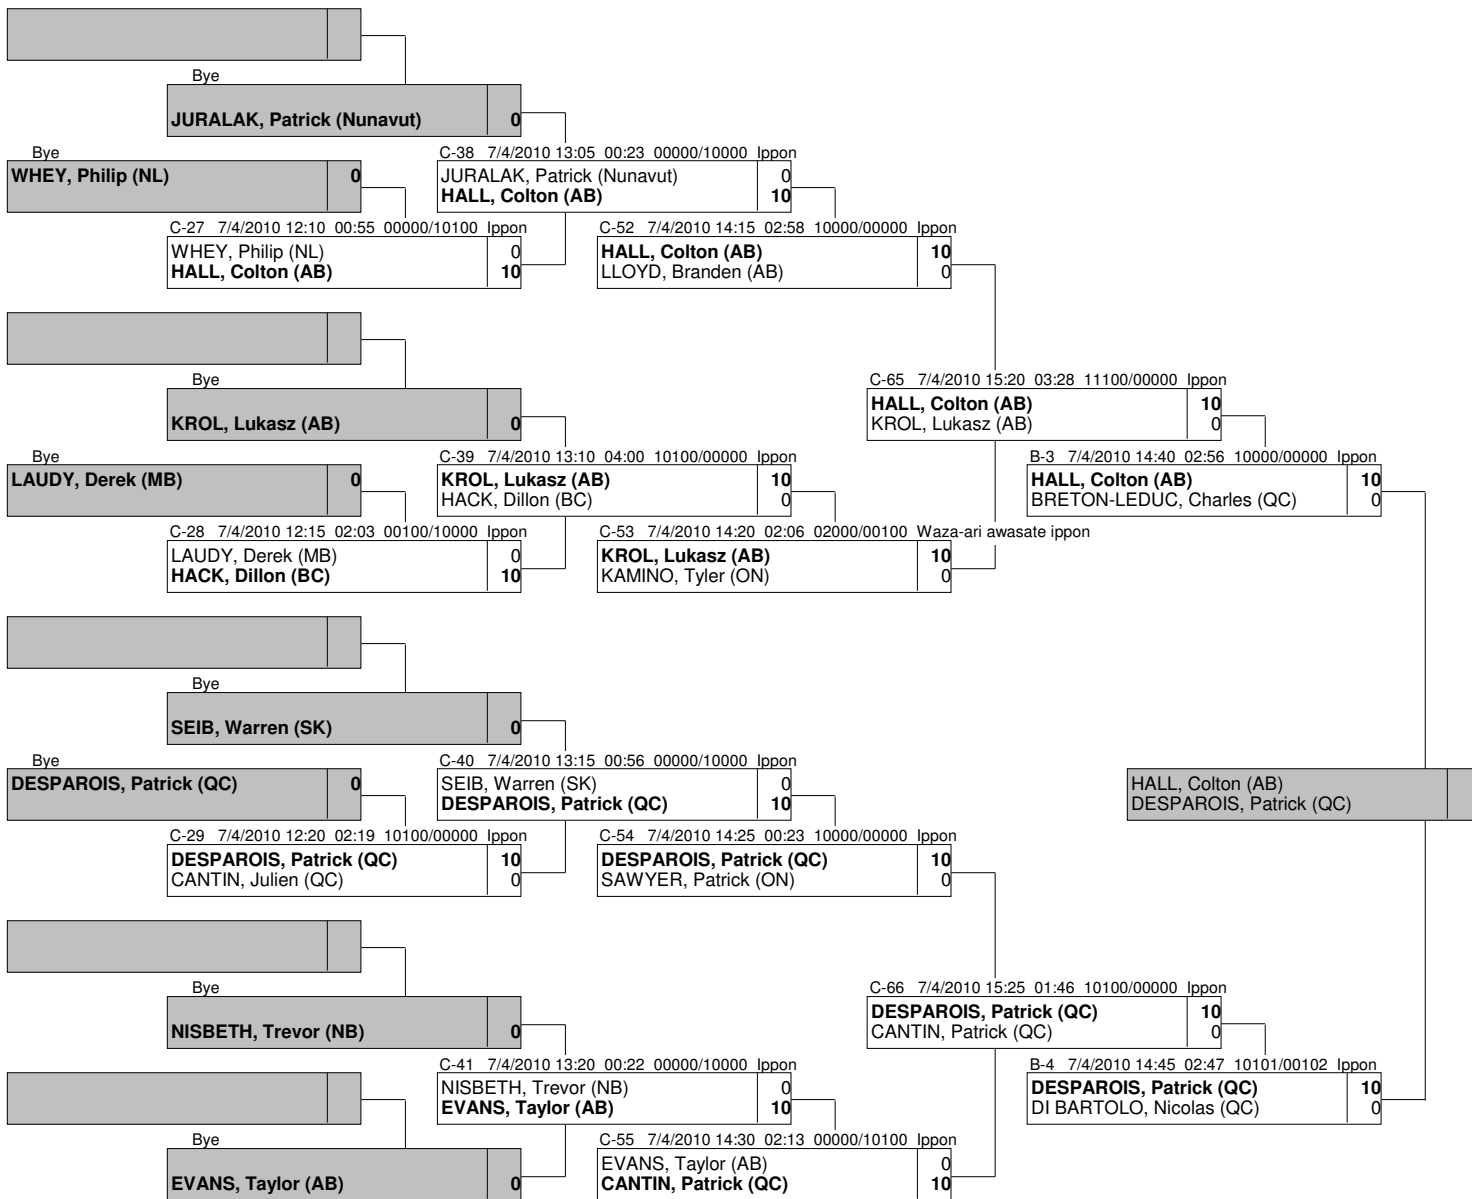 Bye
JURALAK, Patrick (Nunavut) 0
Bye
WHEY, Philip (NL) 0
C-38 7/4/2010 13:05 00:23 00000/10000 Ippon
JURALAK, Patrick (Nunavut) 0
HALL, Colton (AB) 10
C-27 7/4/2010 12:10 00:55 00000/10100 Ippon
WHEY, Philip (NL) 0
HALL, Colton (AB) 10
C-52 7/4/2010 14:15 02:58 10000/00000 Ippon
HALL, Colton (AB) 10
LLOYD, Branden (AB) 0
Bye
KROL, Lukasz (AB) 0
C-65 7/4/2010 15:20 03:28 11100/00000 Ippon
HALL, Colton (AB) 10
KROL, Lukasz (AB) 0
Bye
LAUDY, Derek (MB) 0
C-39 7/4/2010 13:10 04:00 10100/00000 Ippon
KROL, Lukasz (AB) 10
HACK, Dillon (BC) 0
B-3 7/4/2010 14:40 02:56 10000/00000 Ippon
HALL, Colton (AB) 10
BRETON-LEDUC, Charles (QC) 0
C-28 7/4/2010 12:15 02:03 00100/10000 Ippon
LAUDY, Derek (MB) 0
HACK, Dillon (BC) 10
C-53 7/4/2010 14:20 02:06 02000/00100 Waza-ari awasate ippon
KROL, Lukasz (AB) 10
KAMINO, Tyler (ON) 0
Bye
SEIB, Warren (SK) 0
Bye
DESPAROIS, Patrick (QC) 0
C-40 7/4/2010 13:15 00:56 00000/10000 Ippon
SEIB, Warren (SK) 0
DESPAROIS, Patrick (QC) 10
HALL, Colton (AB)
DESPAROIS, Patrick (QC)
C-29 7/4/2010 12:20 02:19 10100/00000 Ippon
DESPAROIS, Patrick (QC) 10
CANTIN, Julien (QC) 0
C-54 7/4/2010 14:25 00:23 10000/00000 Ippon
DESPAROIS, Patrick (QC) 10
SAWYER, Patrick (ON) 0
Bye
NISBETH, Trevor (NB) 0
C-66 7/4/2010 15:25 01:46 10100/00000 Ippon
DESPAROIS, Patrick (QC) 10
CANTIN, Patrick (QC) 0
C-41 7/4/2010 13:20 00:22 00000/10000 Ippon
NISBETH, Trevor (NB) 0
EVANS, Taylor (AB) 10
B-4 7/4/2010 14:45 02:47 10101/00102 Ippon
DESPAROIS, Patrick (QC) 10
DI BARTOLO, Nicolas (QC) 0
Bye
EVANS, Taylor (AB) 0
C-55 7/4/2010 14:30 02:13 00000/10100 Ippon
EVANS, Taylor (AB) 0
CANTIN, Patrick (QC) 10